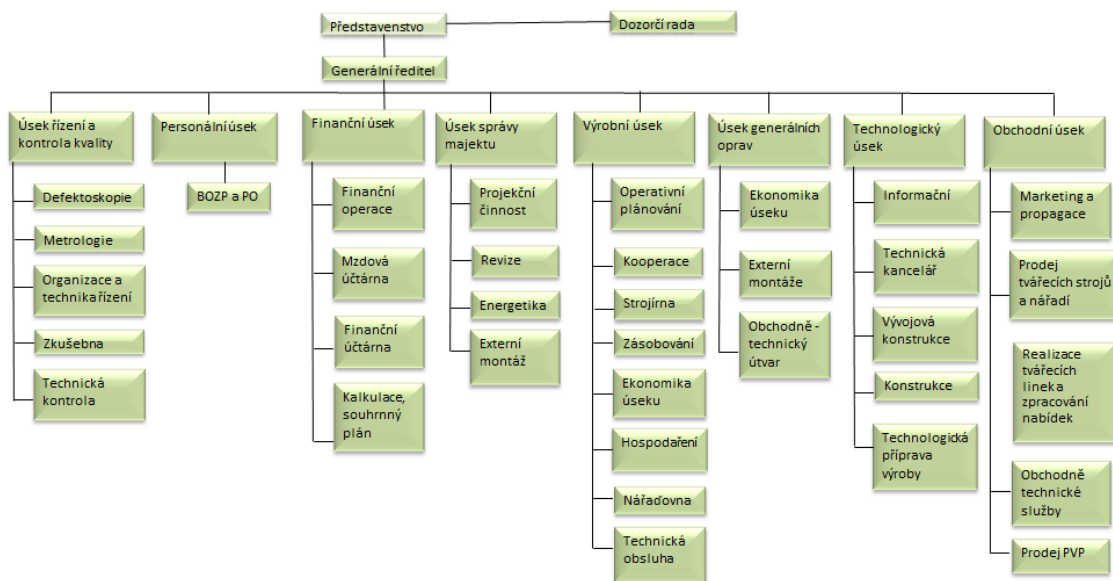 Představenstvo
Dozorčí rada
Generální ředitel
Úsek řízení a
kontrola kvality
Personální úsek
Finanční úsek
Úsek správy
majektu
Výrobní úsek
Úsek generálních
oprav
Technologický
úsek
Obchodní úsek
Defektoskopie
Metrologie
Organizace a
technika řízení
Zkušebna
Technická
kontrola
BOZP a PO
Finanční
operace
Mzdová
účtárna
Finanční
účtárna
Kalkulace,
souhrnný
plán
Projekční
činnost
Revize
Energetika
Externí
montáž
Operativní
plánování
Kooperace
Strojírna
Zásobování
Ekonomika
úseku
Hospodaření
Nářaďovna
Technická
obsluha
Ekonomika
úseku
Externí
montáže
Obchodně -
technický
útvar
Informační
Technická
kancelář
Vývojová
konstrukce
Konstrukce
Technologická
příprava
výroby
Marketing a
propagace
Prodej
tvářecích strojů
a nářadí
Realizace
tvářecích
linek a
zpracování
nabídek
Obchodně
technické
služby
Prodej PVP